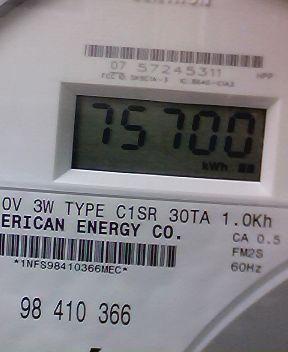 07 57245311
HPP
75700
kWh
0V 3W TYPE C1SR 30TA 1.0Kh
ERICAN ENERGY CO.
CA 0.5
FM2S
60Hz
*1NFS98410366MEC*
98 410 366